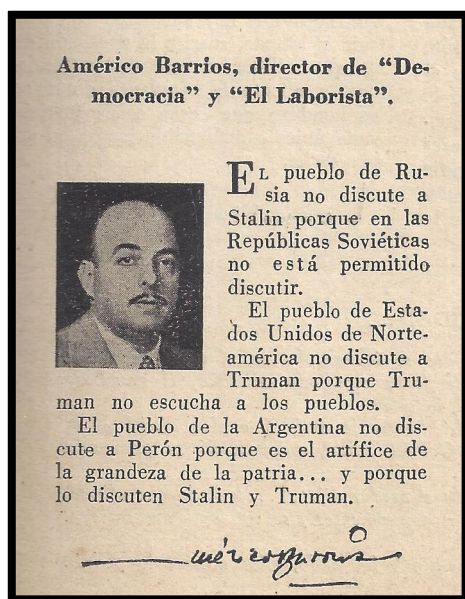 Américo Barrios, director de “De-
mocracia” y “El Laborista”.
EL pueblo de Ru-
sia no discute a
Stalin porque en las
Repúblicas Soviéticas
no está permitido
discutir.
El pueblo de Esta-
dos Unidos de Norte-
américa no discute a
Truman porque Tru-
man no escucha a los pueblos.
El pueblo de la Argentina no dis-
cute a Perón porque es el artífice de
la grandeza de la patria... y porque
lo discuten Stalin y Truman.
Américo Barrios